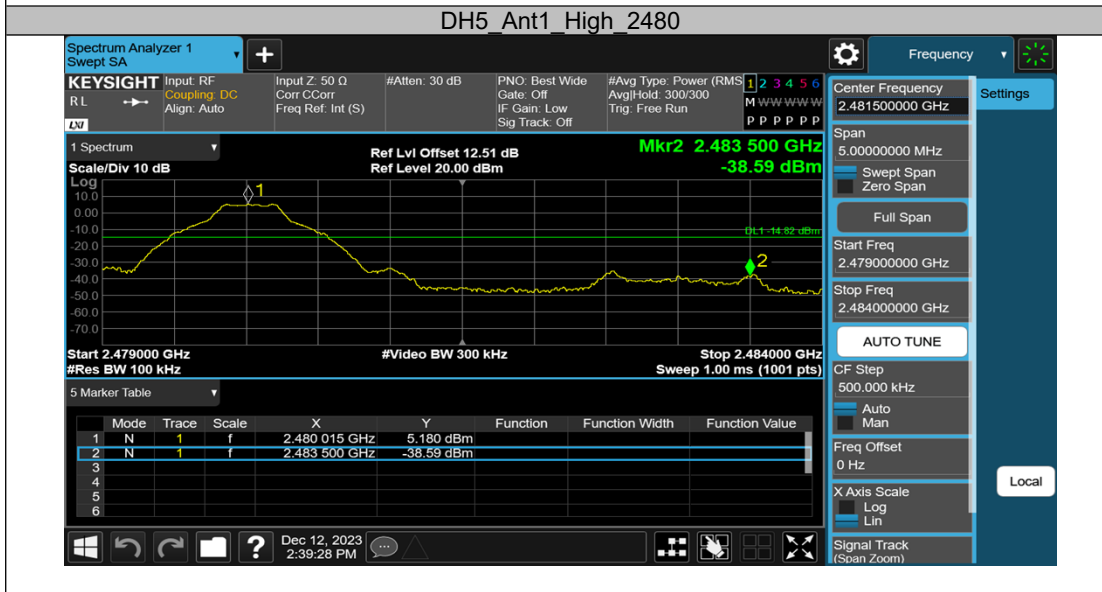 DH5_Ant1_High_2480
Spectrum Analyzer 1
Swept SA
+
Frequency
KEYSIGHT
RL
LXI
Input: RF
Coupling: DC
Align: Auto
Input Z: 50 Ω
Corr CCorr
Freq Ref: Int (S)
#Atten: 30 dB
PNO: Best Wide
Gate: Off
IF Gain: Low
Sig Track: Off
#Avg Type: Power (RMS
Avg|Hold: 300/300
Trig: Free Run
1 2 3 4 5 6
M W W W W W
P P P P P P
Center Frequency
2.481500000 GHz
Settings
Span
5.00000000 MHz
Swept Span
Zero Span
Full Span
Start Freq
2.479000000 GHz
Stop Freq
2.484000000 GHz
AUTO TUNE
CF Step
500.000 kHz
Auto
Man
Freq Offset
0 Hz
X Axis Scale
Log
Lin
Signal Track
(Span Zoom)
Local
1 Spectrum
Scale/Div 10 dB
Ref Lvl Offset 12.51 dB
Ref Level 20.00 dBm
Mkr2 2.483 500 GHz
-38.59 dBm
Log
10.0
0.00
-10.0
-20.0
-30.0
-40.0
-50.0
-60.0
-70.0
1
DL1 -14.82 dBm
2
Start 2.479000 GHz
#Res BW 100 kHz
#Video BW 300 kHz
Stop 2.484000 GHz
Sweep 1.00 ms (1001 pts)
5 Marker Table
Mode Trace Scale X Y Function Function Width Function Value
1 N 1 f 2.480 015 GHz 5.180 dBm
2 N 1 f 2.483 500 GHz -38.59 dBm
3
4
5
6
?
Dec 12, 2023
2:39:28 PM